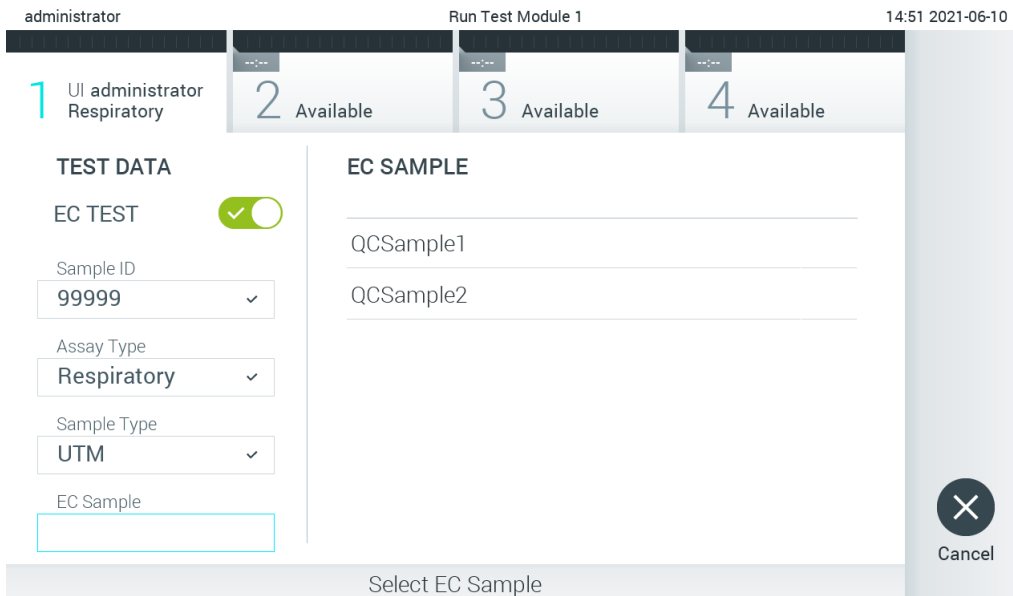 administrator
Run Test Module 1
14:51 2021-06-10
--:--
--:--
--:--
1
UI administrator
Respiratory
2 Available
3 Available
4 Available
TEST DATA
EC TEST
Sample ID
99999
Assay Type
Respiratory
Sample Type
UTM
EC Sample
EC SAMPLE
QCSample1
QCSample2
Cancel
Select EC Sample